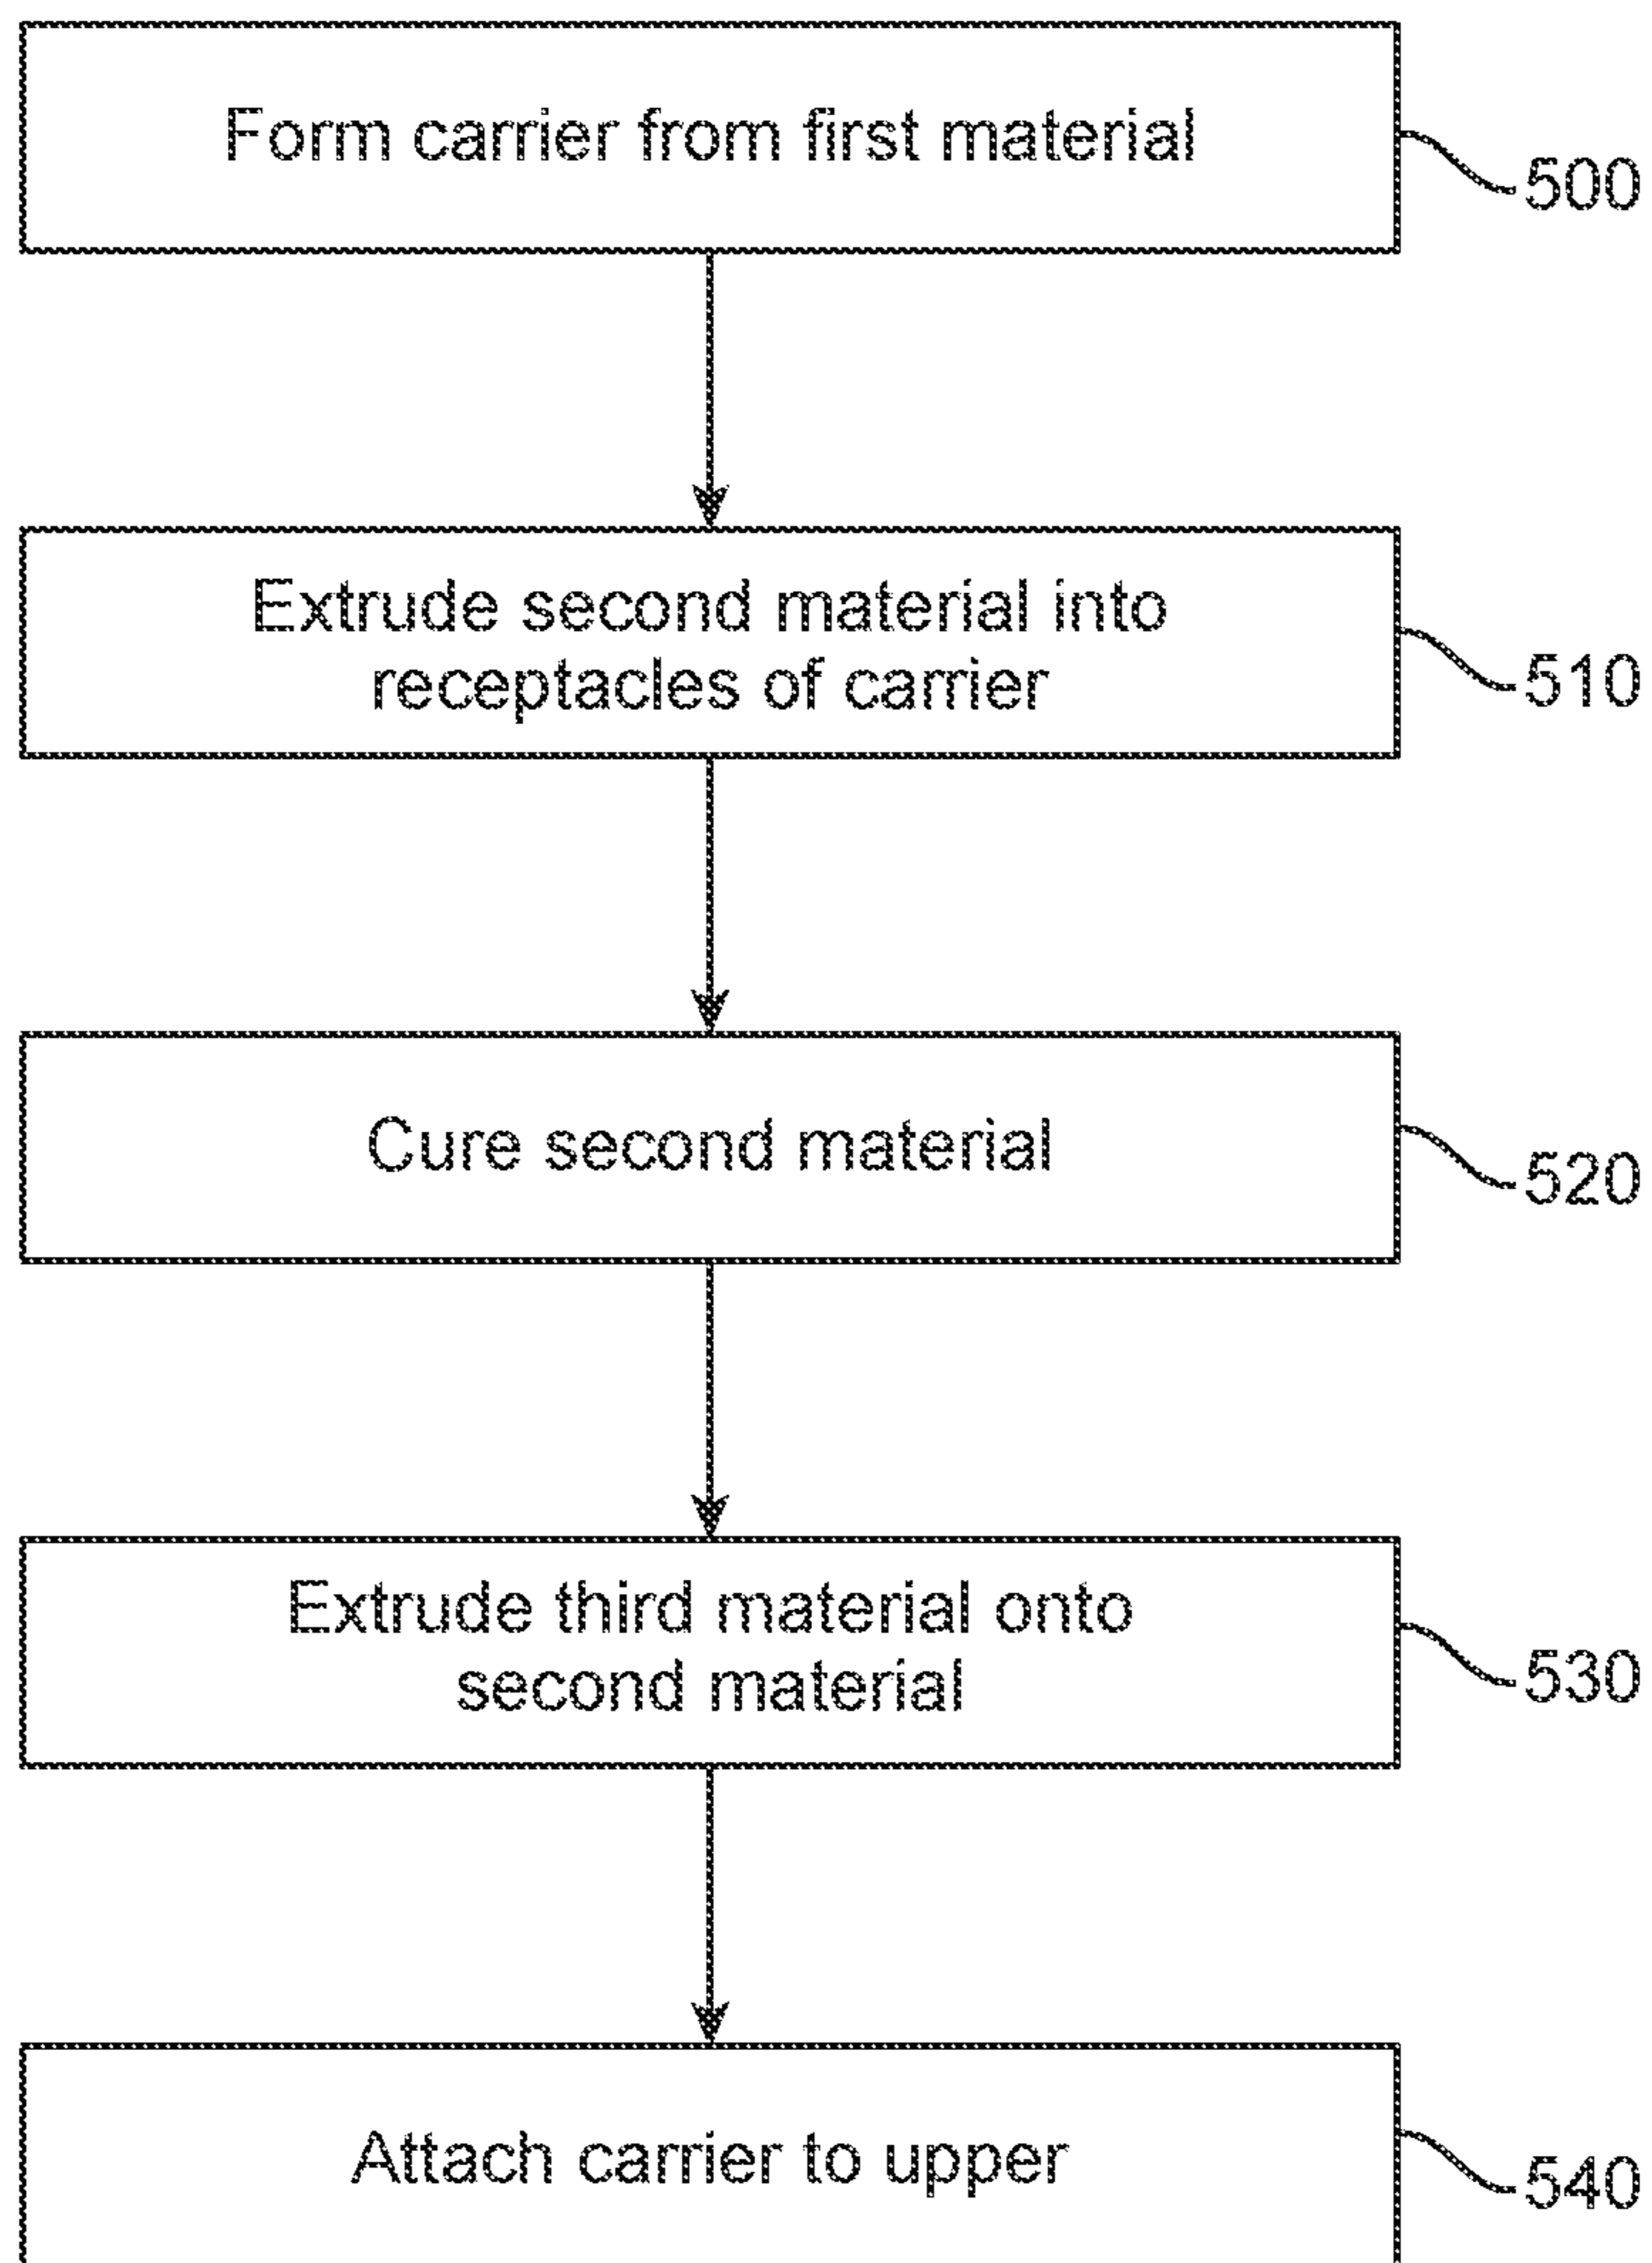 Form carrier from first material
500
Extrude second material into
receptacles of carrier
510
Cure second material
520
Extrude third material onto
second material
530
Attach carrier to upper
540